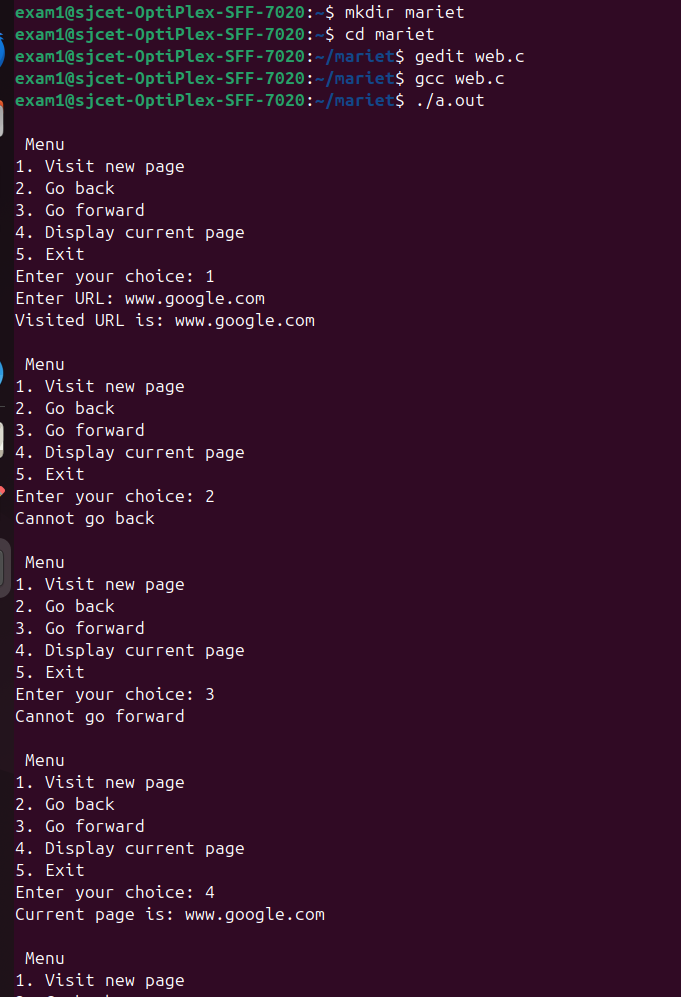 exam1@sjcet-OptiPlex-SFF-7020:~$ mkdir mariet
exam1@sjcet-OptiPlex-SFF-7020:~$ cd mariet
exam1@sjcet-OptiPlex-SFF-7020:~/mariet$ gedit web.c
exam1@sjcet-OptiPlex-SFF-7020:~/mariet$ gcc web.c
exam1@sjcet-OptiPlex-SFF-7020:~/mariet$ ./a.out
Menu
1. Visit new page
2. Go back
3. Go forward
4. Display current page
5. Exit
Enter your choice: 1
Enter URL: www.google.com
Visited URL is: www.google.com
Menu
1. Visit new page
2. Go back
3. Go forward
4. Display current page
5. Exit
Enter your choice: 2
Cannot go back
Menu
1. Visit new page
2. Go back
3. Go forward
4. Display current page
5. Exit
Enter your choice: 3
Cannot go forward
Menu
1. Visit new page
2. Go back
3. Go forward
4. Display current page
5. Exit
Enter your choice: 4
Current page is: www.google.com
Menu
1. Visit new page